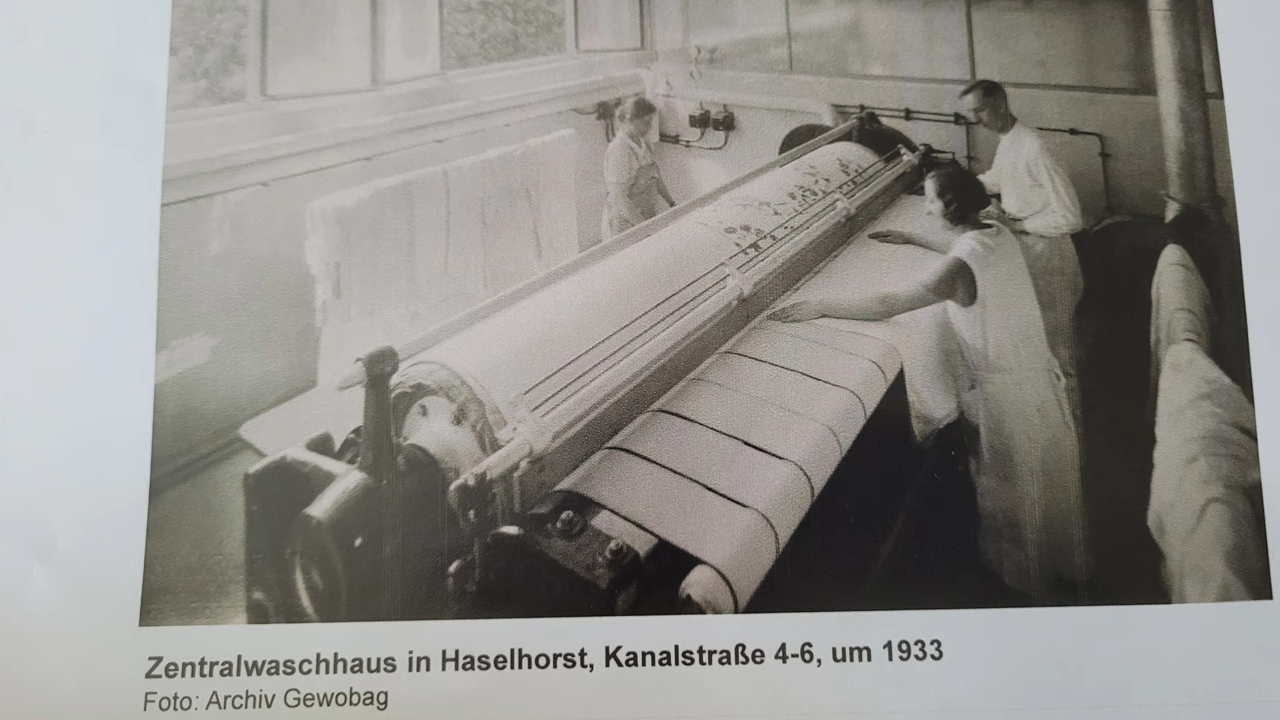 Zentralwaschhaus in Haselhorst, Kanalstraße 4-6, um 1933
Foto: Archiv Gewobag